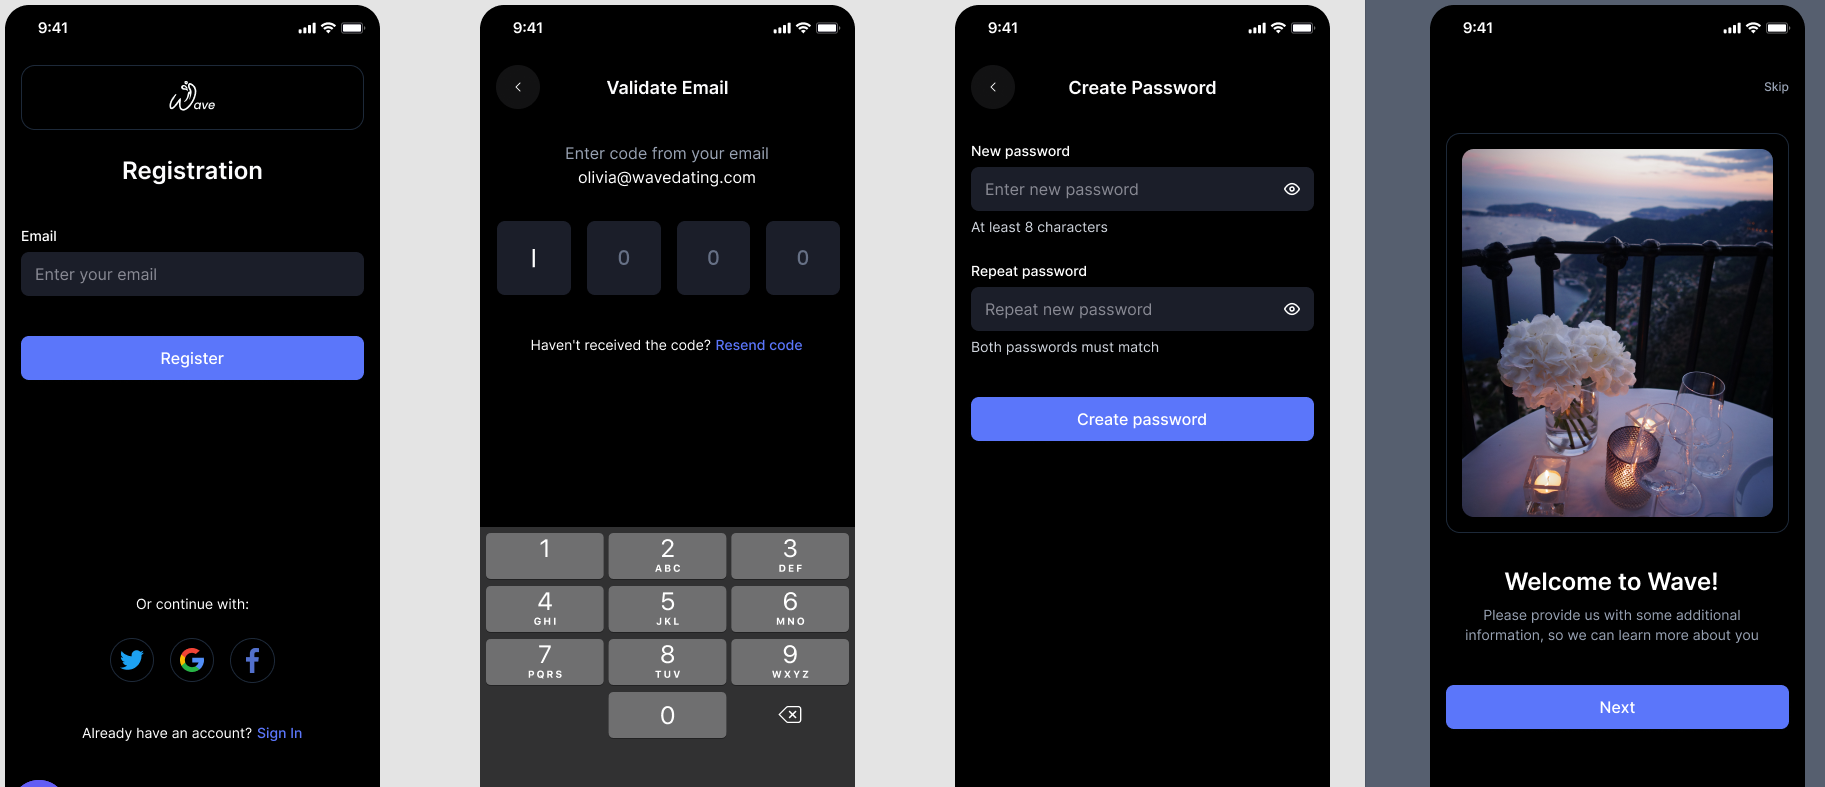 9:41
Wave
Registration
Email
Enter your email
Register
Or continue with:
Already have an account? Sign In
9:41
Validate Email
Enter code from your email
olivia@wavedating.com
0 0 0
Haven't received the code? Resend code
1
2
ABC
3
DEF
4
GHI
5
JKL
6
MNO
7
PQRS
8
TUV
9
WXYZ
0
9:41
Create Password
New password
Enter new password
At least 8 characters
Repeat password
Repeat new password
Both passwords must match
Create password
9:41
Skip
Welcome to Wave!
Please provide us with some additional
information, so we can learn more about you
Next